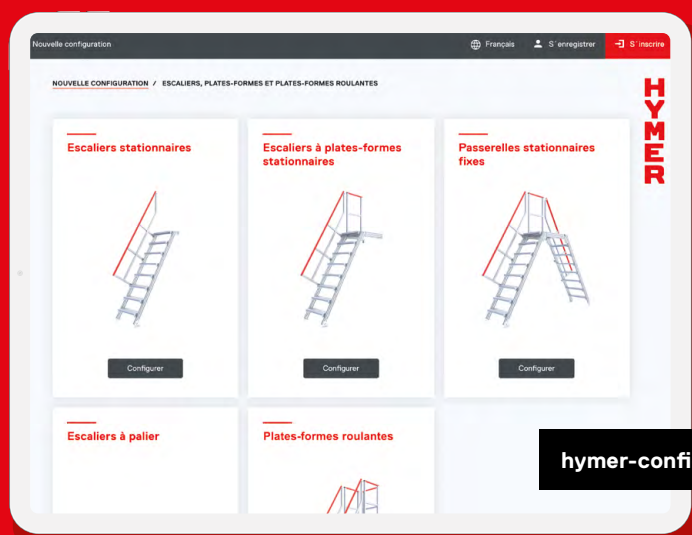 Nouvelle configuration
Français
S´enregistrer
S´inscrire
NOUVELLE CONFIGURATION / ESCALIERS, PLATES-FORMES ET PLATES-FORMES ROULANTES
HYMER
Escaliers stationnaires
Escaliers à plates-formes
stationnaires
Passerelles stationnaires
fixes
Configurer
Configurer
Configurer
Escaliers à palier
Plates-formes roulantes
hymer-confi